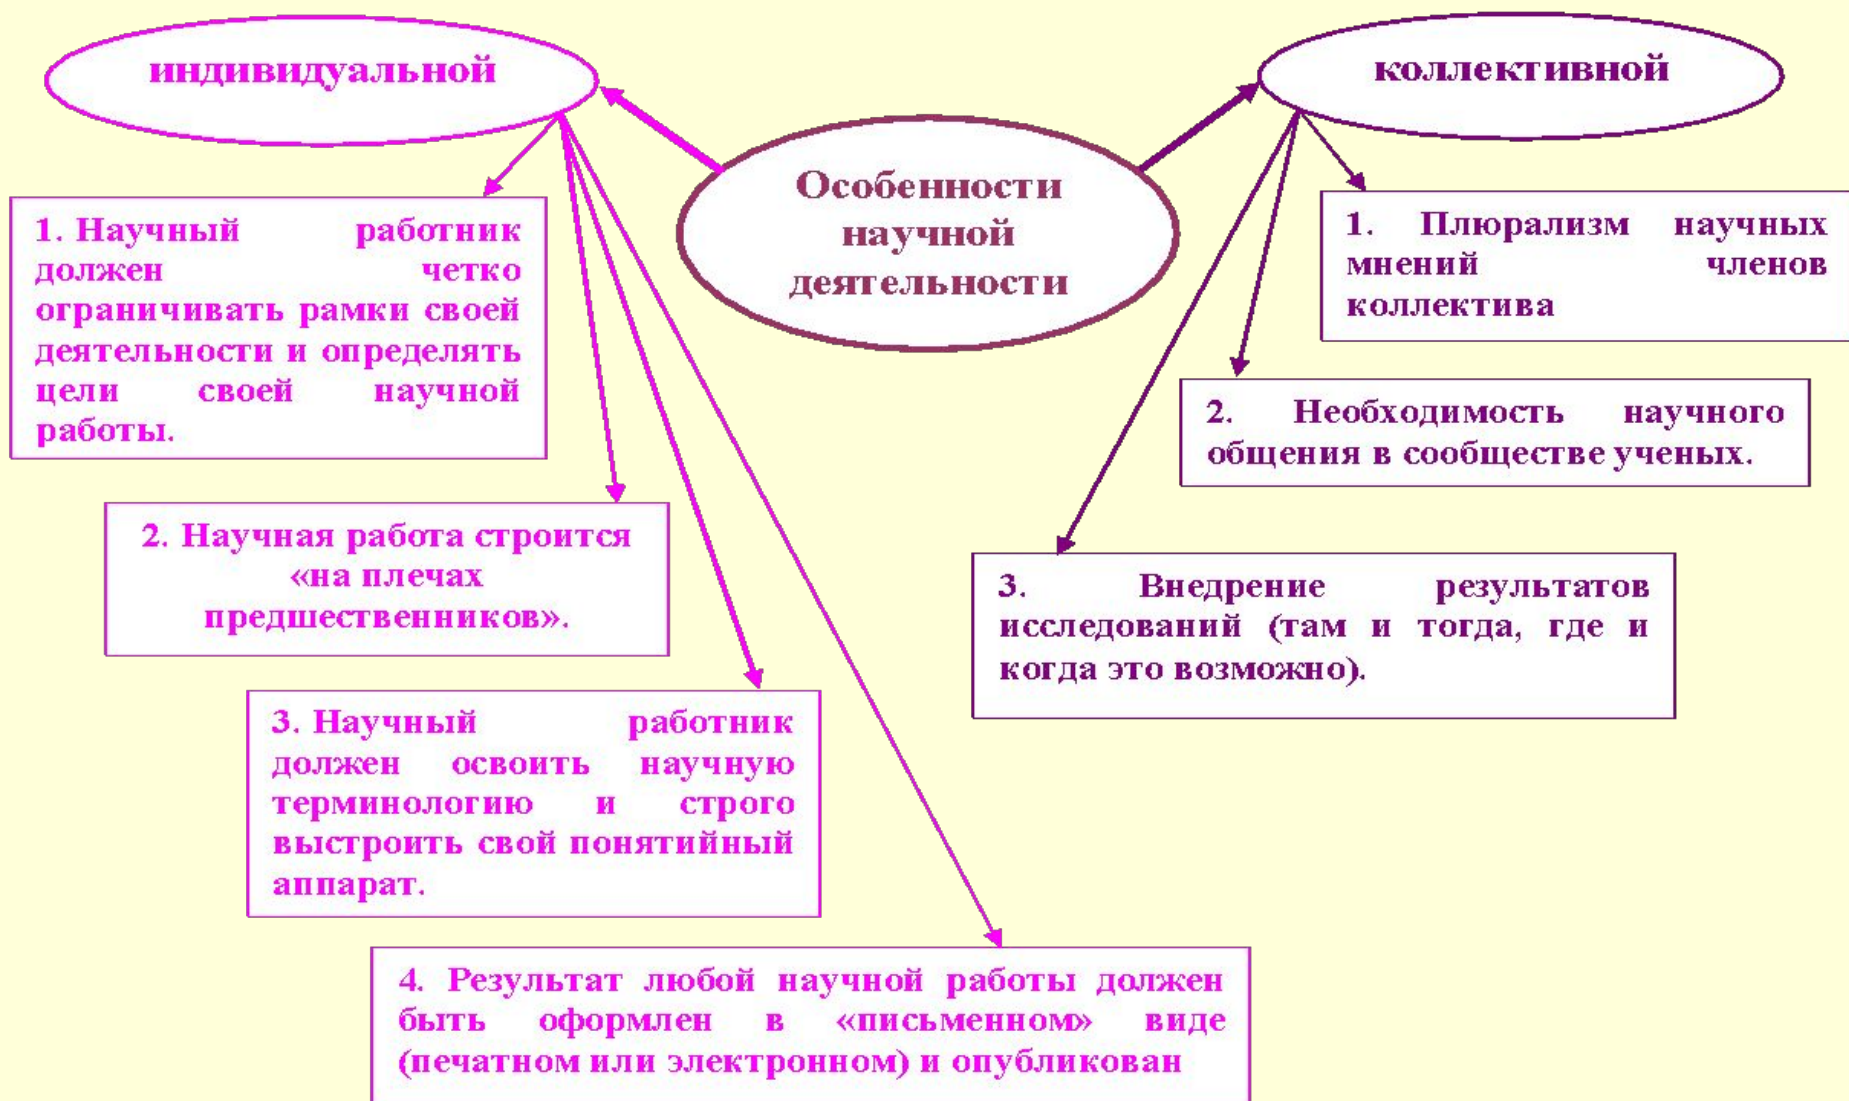 Особенности
научной
деятельности
индивидуальной
1. Научный работник
должен четко
ограничивать рамки своей
деятельности и определять
цели своей научной
работы.
2. Научная работа строится
«на плечах
предшественников».
3. Научный работник
должен освоить научную
терминологию и строго
выстроить свой понятийный
аппарат.
4. Результат любой научной работы должен
быть оформлен в «письменном» виде
(печатном или электронном) и опубликован
коллективной
1. Плюрализм научных
мнений членов
коллектива
2. Необходимость научного
общения в сообществе ученых.
3. Внедрение результатов
исследований (там и тогда, где и
когда это возможно).